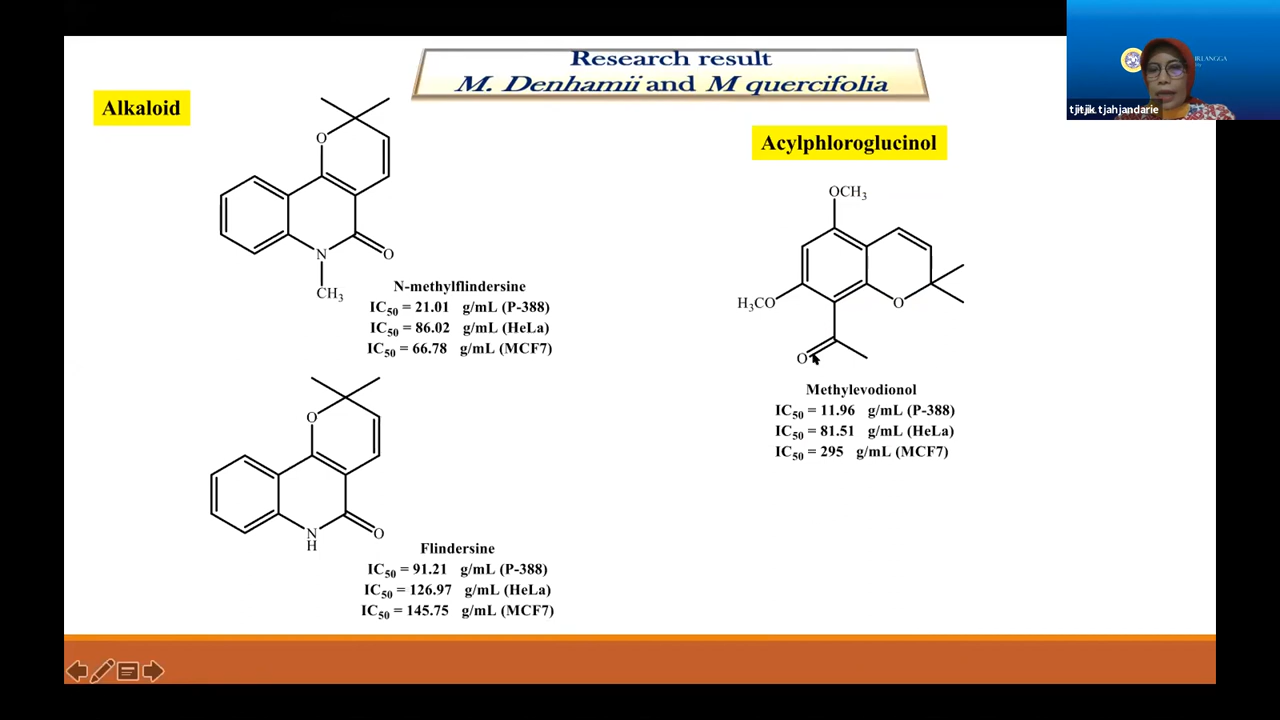 Research result
M. Denhamii and M quercifolia
Alkaloid
O
N
O
CH3
N-methylflindersine
IC50 = 21.01 g/mL (P-388)
IC50 = 86.02 g/mL (HeLa)
IC50 = 66.78 g/mL (MCF7)
O
N
H
O
Flindersine
IC50 = 91.21 g/mL (P-388)
IC50 = 126.97 g/mL (HeLa)
IC50 = 145.75 g/mL (MCF7)
Acylphloroglucinol
OCH3
H3CO
O
O
Methylevodionol
IC50 = 11.96 g/mL (P-388)
IC50 = 81.51 g/mL (HeLa)
IC50 = 295 g/mL (MCF7)